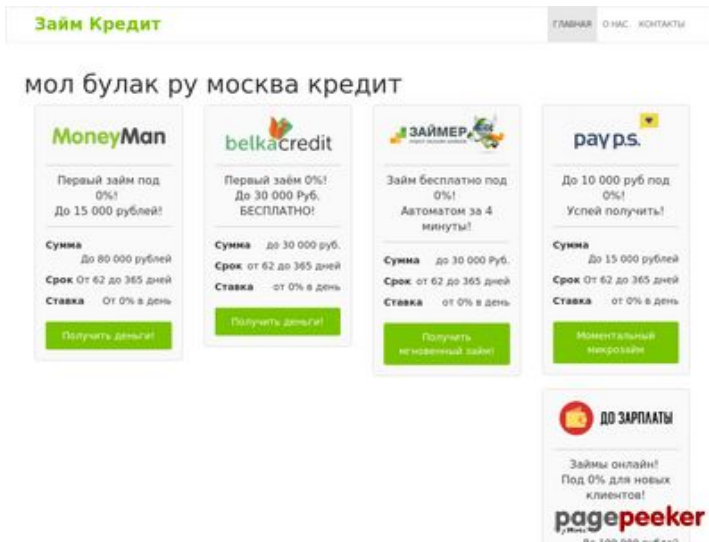 Займ Кредит
ГЛАВНАЯ О НАС КОНТАКТЫ
мол булак ру москва кредит
MoneyMan
Первый займ под
0%!
До 15 000 рублей!
Сумма
До 80 000 рублей
Срок От 62 до 365 дней
Ставка От 0% в день
Получить деньги!
belkacredit
Первый заём 0%!
До 30 000 Руб.
БЕСПЛАТНО!
Сумма до 30 000 руб.
Срок от 62 до 365 дней
Ставка от 0% в день
Получить деньги!
ЗАЙМЕР
Займ бесплатно под
0%!
Автоматом за 4
минуты!
Сумма до 30 000 Руб.
Срок от 62 до 365 дней
Ставка от 0% в день
Получить
мгновенный займ!
pay p.s.
До 10 000 руб под
0%!
Успей получить!
Сумма
До 15 000 рублей
Срок От 62 до 365 дней
Ставка От 0% в день
Моментальный
микрозайм
ДО ЗАРПЛАТЫ
Займы онлайн!
Под 0% для новых
клиентов!
pagepeeker
До 100 000 рублей